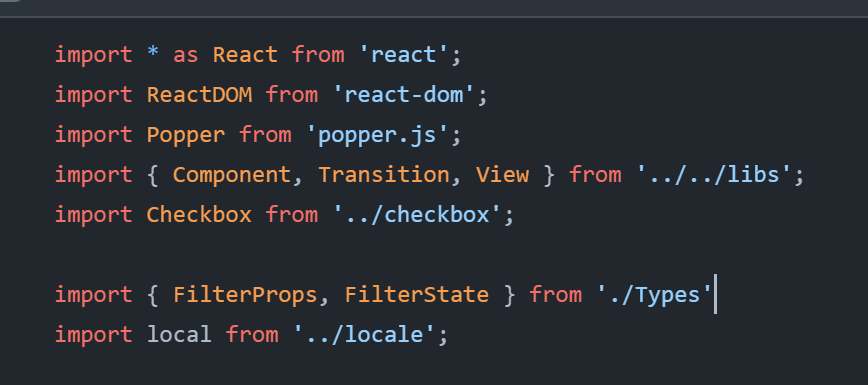 import * as React from 'react';
import ReactDOM from 'react-dom';
import Popper from 'popper.js';
import { Component, Transition, View } from '../../libs';
import Checkbox from '../checkbox';
import { FilterProps, FilterState } from './Types'
import local from '../locale';